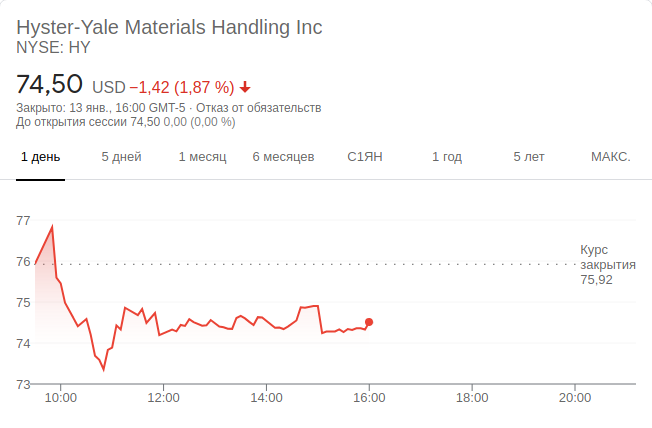 Hyster-Yale Materials Handling Inc
NYSE: HY
74,50 USD −1,42 (1,87 %)
Закрыто: 13 янв., 16:00 GMT-5 · Отказ от обязательств
До открытия сессии 74,50 0,00 (0,00 %)
1 день 5 дней 1 месяц 6 месяцев С1ЯН 1 год 5 лет МАКС.
77
Курс
76 закрытия
75,92
75
74
73
10:00 12:00 14:00 16:00 18:00 20:00